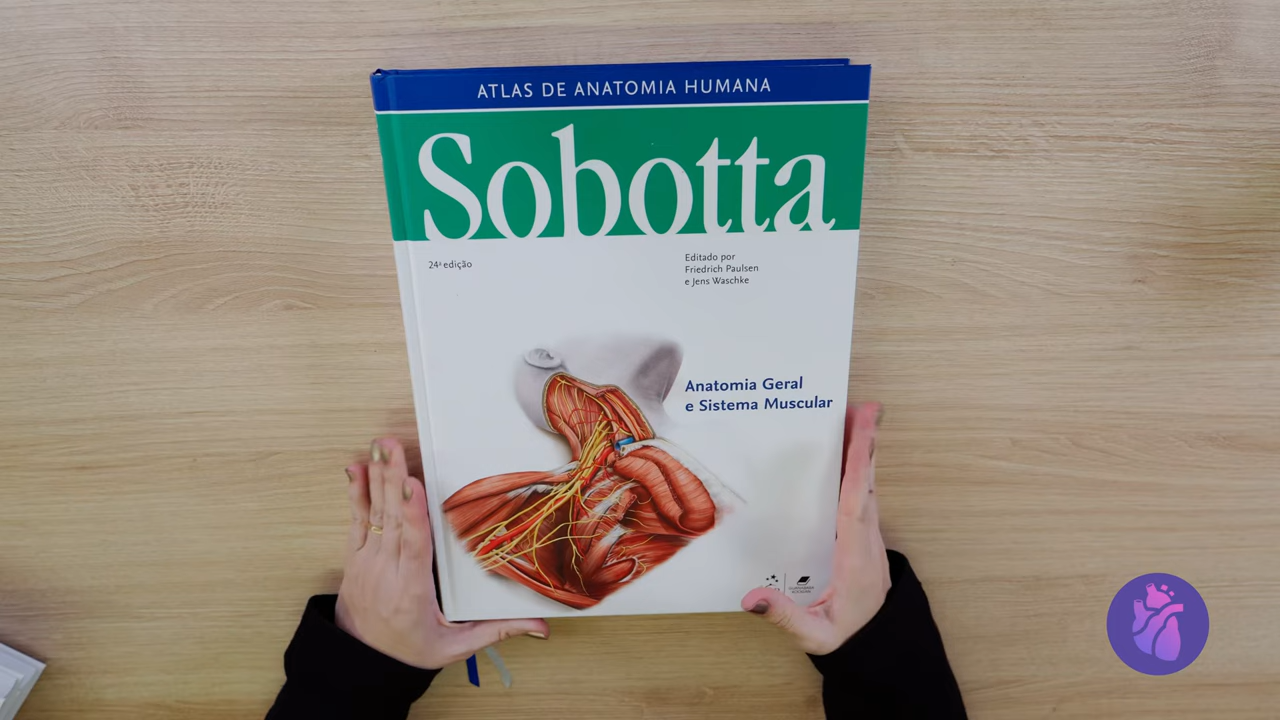 ATLAS DE ANATOMIA HUMANA
Sobotta
24ª edição
Editado por
Friedrich Paulsen
e Jens Waschke
Anatomia Geral
e Sistema Muscular